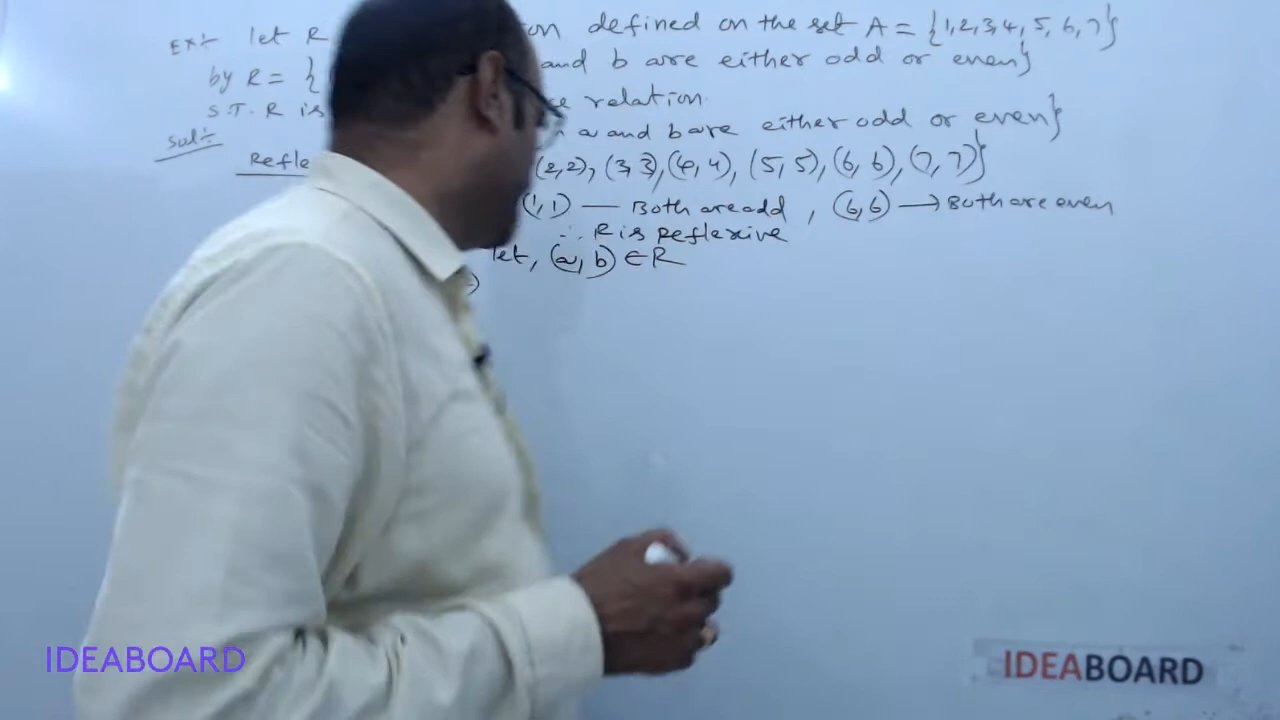 Ex:- let R on defined on the set A = {1,2,3,4,5,6,7}
by R = { and b are either odd or even}
S.T. R is relation.
Sol:- a and b are either odd or even}
Refle (2,2), (3,3), (4,4), (5,5), (6,6), (7,7)}
(1,1) — Both are odd , (6,6) → Both are even
∴ R is Reflexive
let, (a,b) ∈ R
IDEABOARD
IDEABOARD